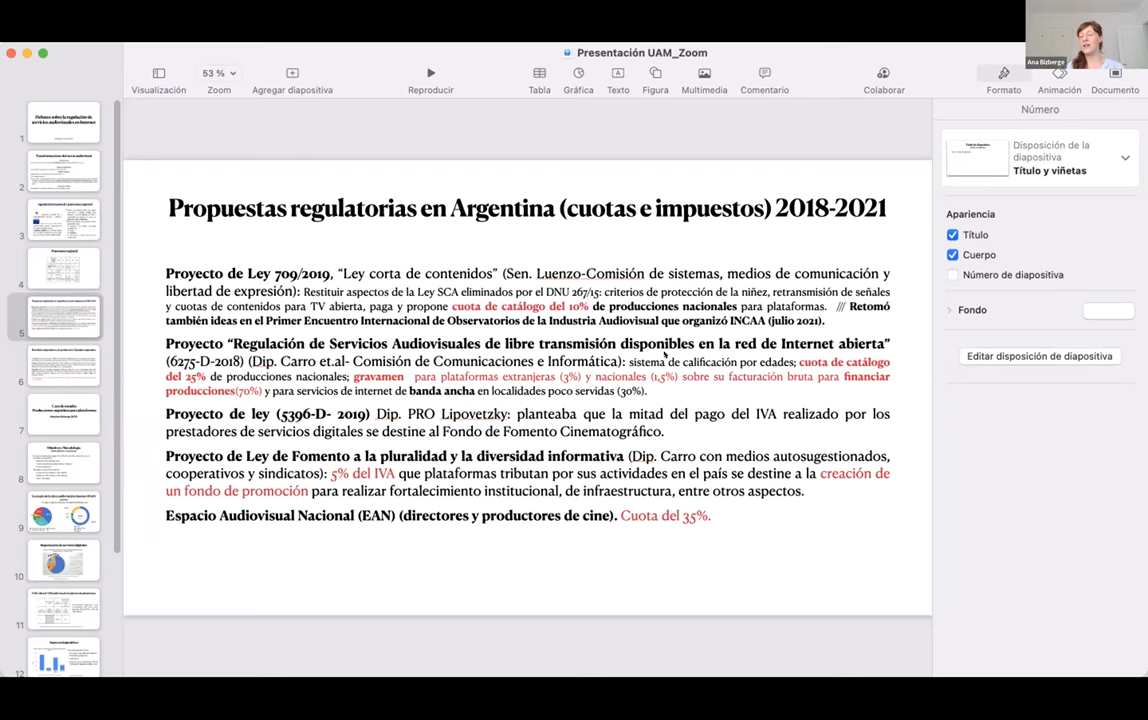 Presentación UAM_Zoom
Ana Bizberge
53 %
Visualización
Zoom
Agregar diapositiva
Reproducir
Tabla
Gráfica
Texto
Figura
Multimedia
Comentario
Colaborar
Formato
Animación
Documento
1
2
3
4
5
6
7
8
9
10
11
12
Propuestas regulatorias en Argentina (cuotas e impuestos) 2018-2021
Proyecto de Ley 709/2019, “Ley corta de contenidos” (Sen. Luenzo-Comisión de sistemas, medios de comunicación y
libertad de expresión): Restituir aspectos de la Ley SCA eliminados por el DNU 267/15: criterios de protección de la niñez, retransmisión de señales
y cuotas de contenidos para TV abierta, paga y propone cuota de catálogo del 10% de producciones nacionales para plataformas. /// Retomó
también ideas en el Primer Encuentro Internacional de Observatorios de la Industria Audiovisual que organizó INCAA (julio 2021).
Proyecto “Regulación de Servicios Audiovisuales de libre transmisión disponibles en la red de Internet abierta”
(6275-D-2018) (Dip. Carro et.al- Comisión de Comunicaciones e Informática): sistema de calificación por edades; cuota de catálogo
del 25% de producciones nacionales; gravamen para plataformas extranjeras (3%) y nacionales (1,5%) sobre su facturación bruta para financiar
producciones(70%) y para servicios de internet de banda ancha en localidades poco servidas (30%).
Proyecto de ley (5396-D- 2019) Dip. PRO Lipovetzky: planteaba que la mitad del pago del IVA realizado por los
prestadores de servicios digitales se destine al Fondo de Fomento Cinematográfico.
Proyecto de Ley de Fomento a la pluralidad y la diversidad informativa (Dip. Carro con medios autosugestionados,
cooperativos y sindicatos): 5% del IVA que plataformas tributan por sus actividades en el país se destine a la creación de
un fondo de promoción para realizar fortalecimiento institucional, de infraestructura, entre otros aspectos.
Espacio Audiovisual Nacional (EAN) (directores y productores de cine). Cuota del 35%.
Número
Disposición de la
diapositiva
Título y viñetas
Apariencia
Título
Cuerpo
Número de diapositiva
Fondo
Editar disposición de diapositiva